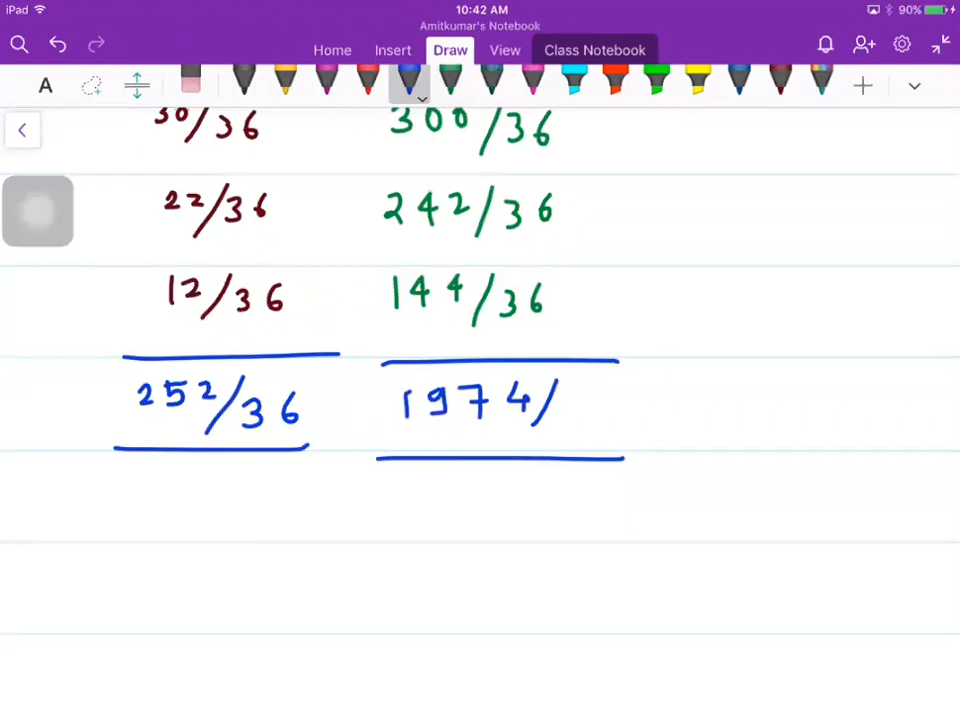 iPad 10:42 AM 90%
Amitkumar's Notebook
Home Insert Draw View Class Notebook
A
30/36 300/36
22/36 242/36
12/36 144/36
252/36 1974/